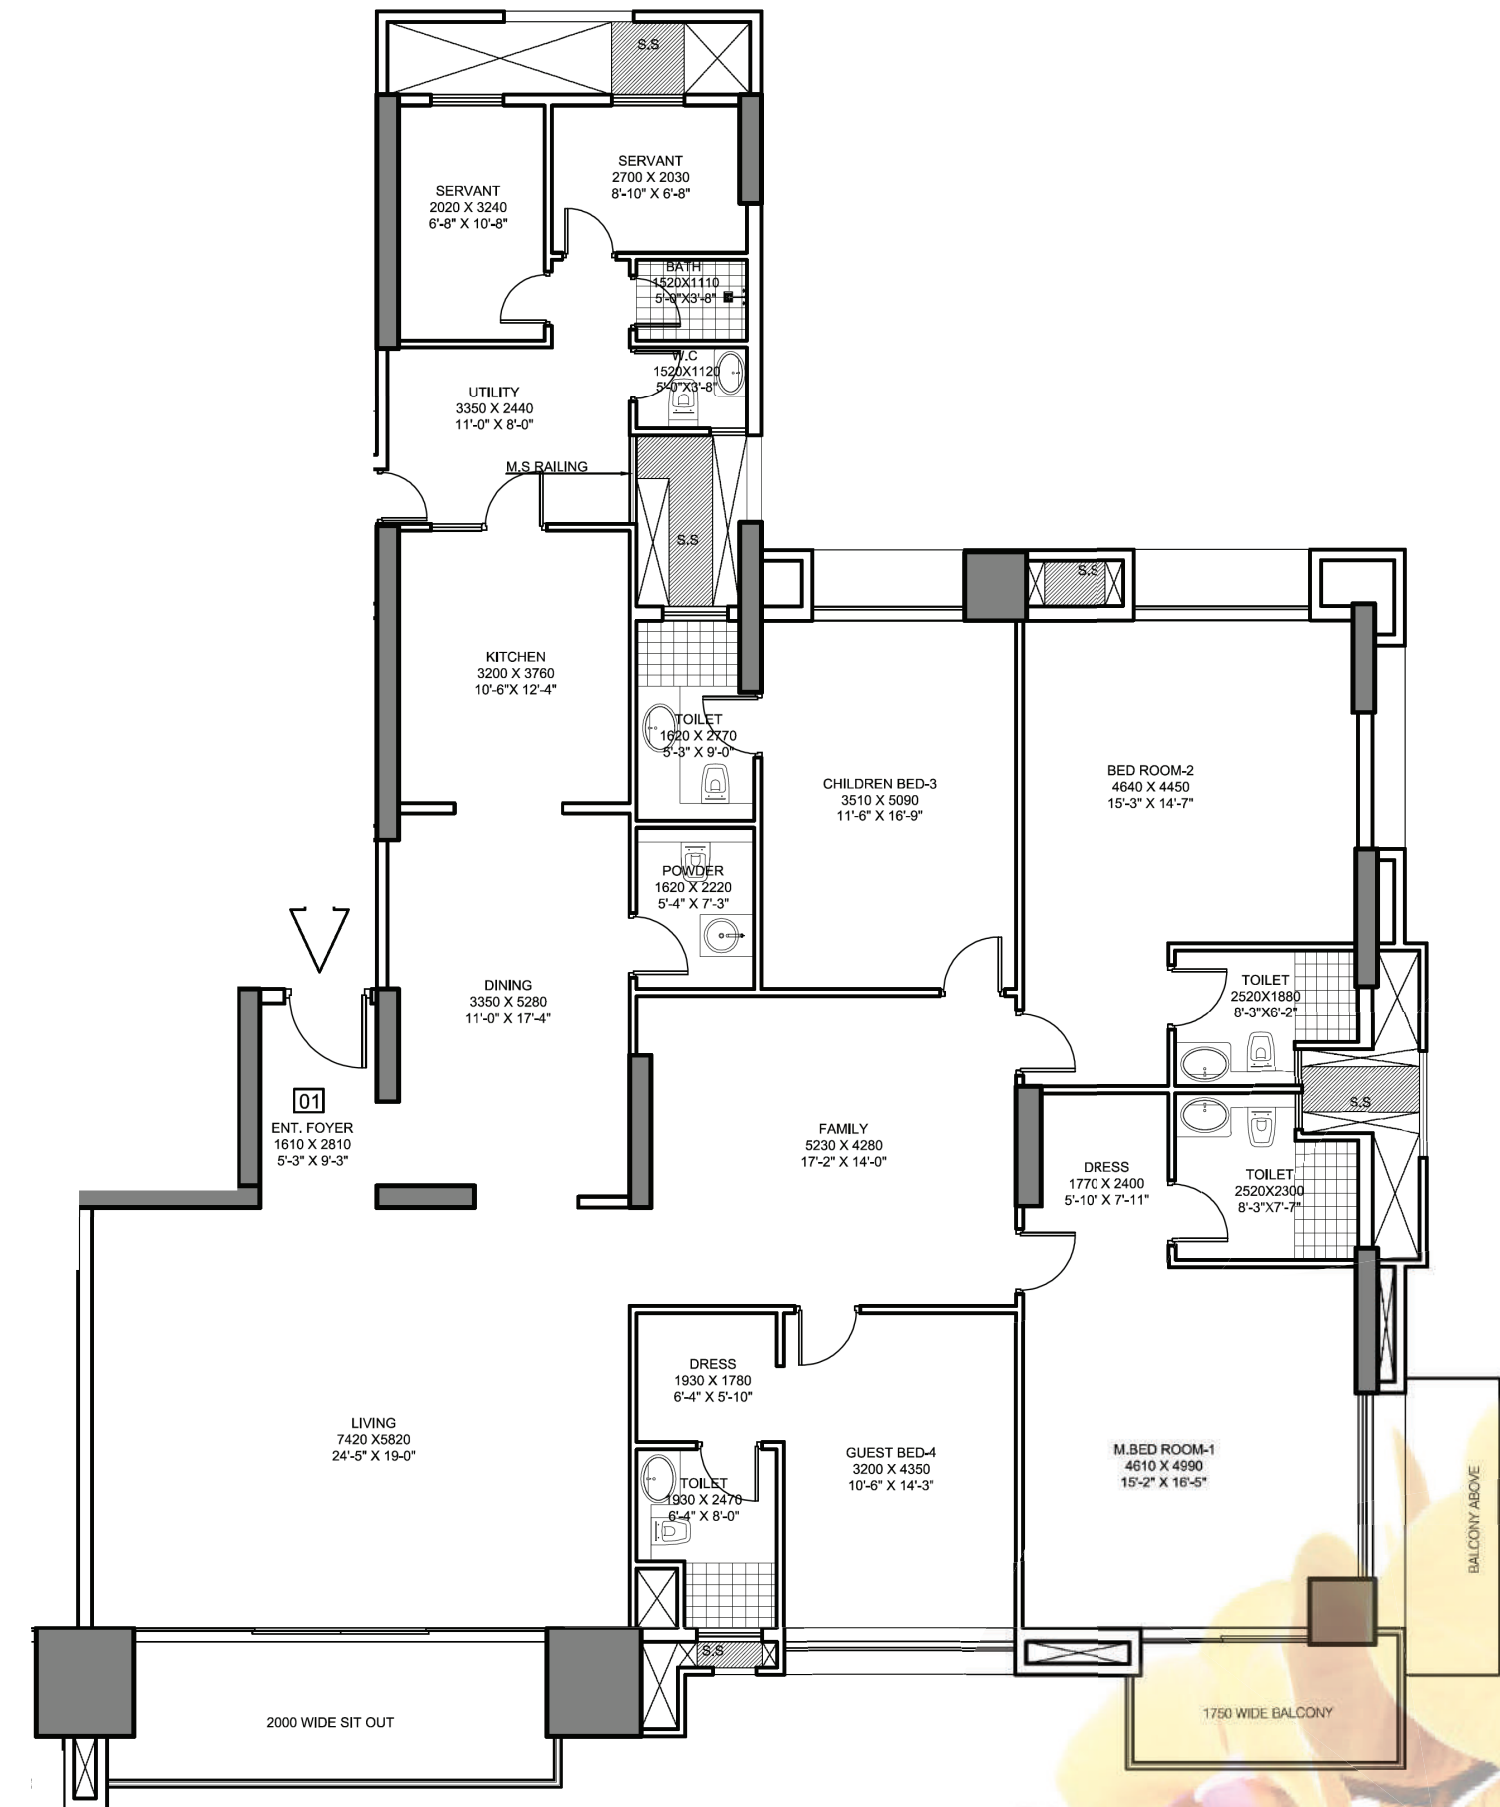 S.S
SERVANT
2700 X 2030
8'-10" X 6'-8"
SERVANT
2020 X 3240
6'-8" X 10'-8"
BATH
1520X1110
5'-0"X3'-8"
W.C
1520X1120
5'-0"X3'-8"
UTILITY
3350 X 2440
11'-0" X 8'-0"
M.S RAILING
S.S
S.S
KITCHEN
3200 X 3760
10'-6"X 12'-4"
TOILET
1620 X 2770
5'-3" X 9'-0"
CHILDREN BED-3
3510 X 5090
11'-6" X 16'-9"
BED ROOM-2
4640 X 4450
15'-3" X 14'-7"
POWDER
1620 X 2220
5'-4" X 7'-3"
DINING
3350 X 5280
11'-0" X 17'-4"
TOILET
2520X1880
8'-3"X6'-2"
S.S
01
ENT. FOYER
1610 X 2810
5'-3" X 9'-3"
FAMILY
5230 X 4280
17'-2" X 14'-0"
DRESS
1770 X 2400
5'-10' X 7'-11"
TOILET
2520X2300
8'-3"X7'-7"
DRESS
1930 X 1780
6'-4" X 5'-10"
LIVING
7420 X5820
24'-5" X 19-0"
GUEST BED-4
3200 X 4350
10'-6" X 14'-3"
M.BED ROOM-1
4610 X 4990
15'-2" X 16'-5"
TOILET
1930 X 2470
6'-4" X 8'-0"
BALCONY ABOVE
S.S
2000 WIDE SIT OUT
1750 WIDE BALCONY